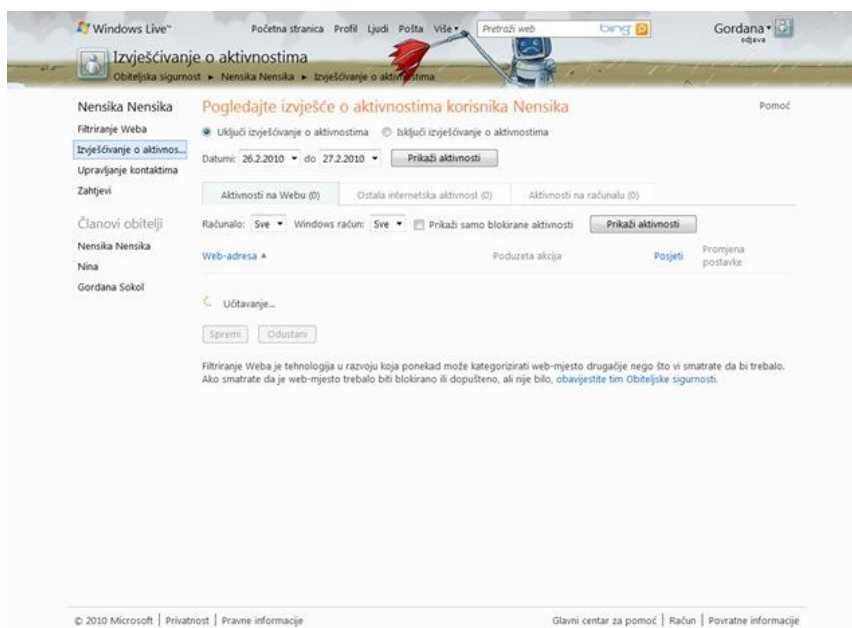 Windows Live™ Početna stranica Profil Ljudi Pošta Više Pretraži web bing Gordana
odjava
Izvješćivanje o aktivnostima
Obiteljska sigurnost ▸ Nensika Nensika ▸ Izvješćivanje o aktivnostima
Nensika Nensika
Filtriranje Weba
Izvješćivanje o aktivnos...
Upravljanje kontaktima
Zahtjevi
Članovi obitelji
Nensika Nensika
Nina
Gordana Sokol
Pogledajte izvješće o aktivnostima korisnika Nensika Pomoć
Uključi izvješćivanje o aktivnostima Isključi izvješćivanje o aktivnostima
Datumi: 26.2.2010 do 27.2.2010 Prikaži aktivnosti
Aktivnosti na Webu (0) Ostala internetska aktivnost (0) Aktivnosti na računalu (0)
Računalo: Sve Windows račun: Sve Prikaži samo blokirane aktivnosti Prikaži aktivnosti
Web-adresa Poduzeta akcija Posjeti Promjena
postavke
Učitavanje...
Spremi Odustani
Filtriranje Weba je tehnologija u razvoju koja ponekad može kategorizirati web-mjesto drugačije nego što vi smatrate da bi trebalo.
Ako smatrate da je web-mjesto trebalo biti blokirano ili dopušteno, ali nije bilo, obavijestite tim Obiteljske sigurnosti.
© 2010 Microsoft | Privatnost | Pravne informacije Glavni centar za pomoć | Račun | Povratne informacije